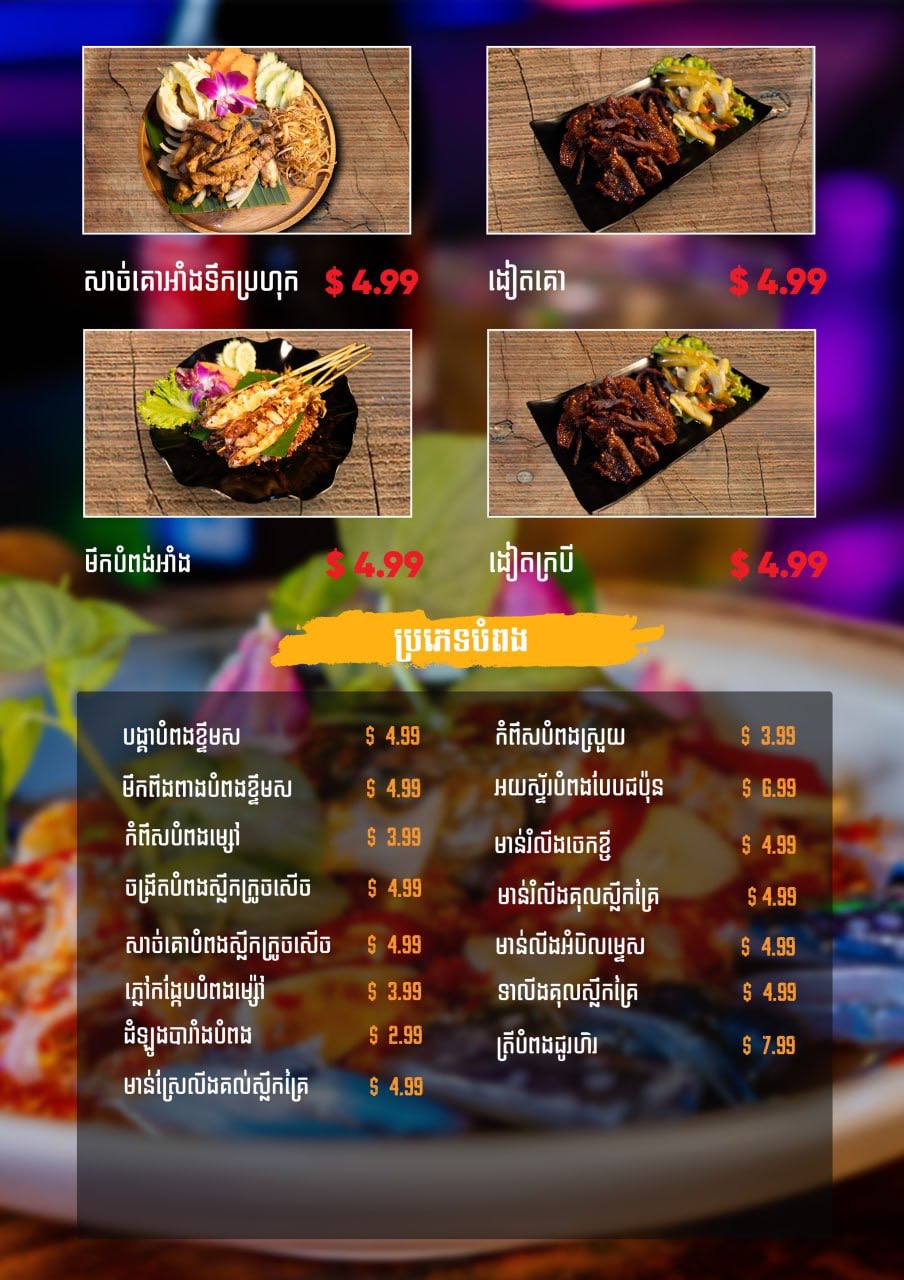 សាច់គោអាំងទឹកប្រហុក $ 4.99
ងៀតគោ $ 4.99
មឹកបំពង់អាំង $ 4.99
ងៀតក្របី $ 4.99
ប្រភេទបំពង
បង្គាបំពងខ្ទឹមស $ 4.99
មឹកពីងពាងបំពងខ្ទឹមស $ 4.99
កំពឹសបំពងម្សៅ $ 3.99
ចង្រឹតបំពងស្លឹកក្រូចសើច $ 4.99
សាច់គោបំពងស្លឹកក្រូចសើច $ 4.99
ភ្លៅកង្កែបបំពងម្ស៉ៅ $ 3.99
ដំឡូងបារាំងបំពង $ 2.99
មាន់ស្រែលីងគល់ស្លឹកគ្រៃ $ 4.99
កំពឹសបំពងស្រួយ $ 3.99
អយស្ទ័របំពងបែបជប៉ុន $ 6.99
មាន់រំលីងចេកខ្ជី $ 4.99
មាន់រំលីងគុលស្លឹកគ្រៃ $ 4.99
មាន់លីងអំបិលម្ទេស $ 4.99
ទាលីងគុលស្លឹកគ្រៃ $ 4.99
ត្រីបំពងជូរហិរ $ 7.99